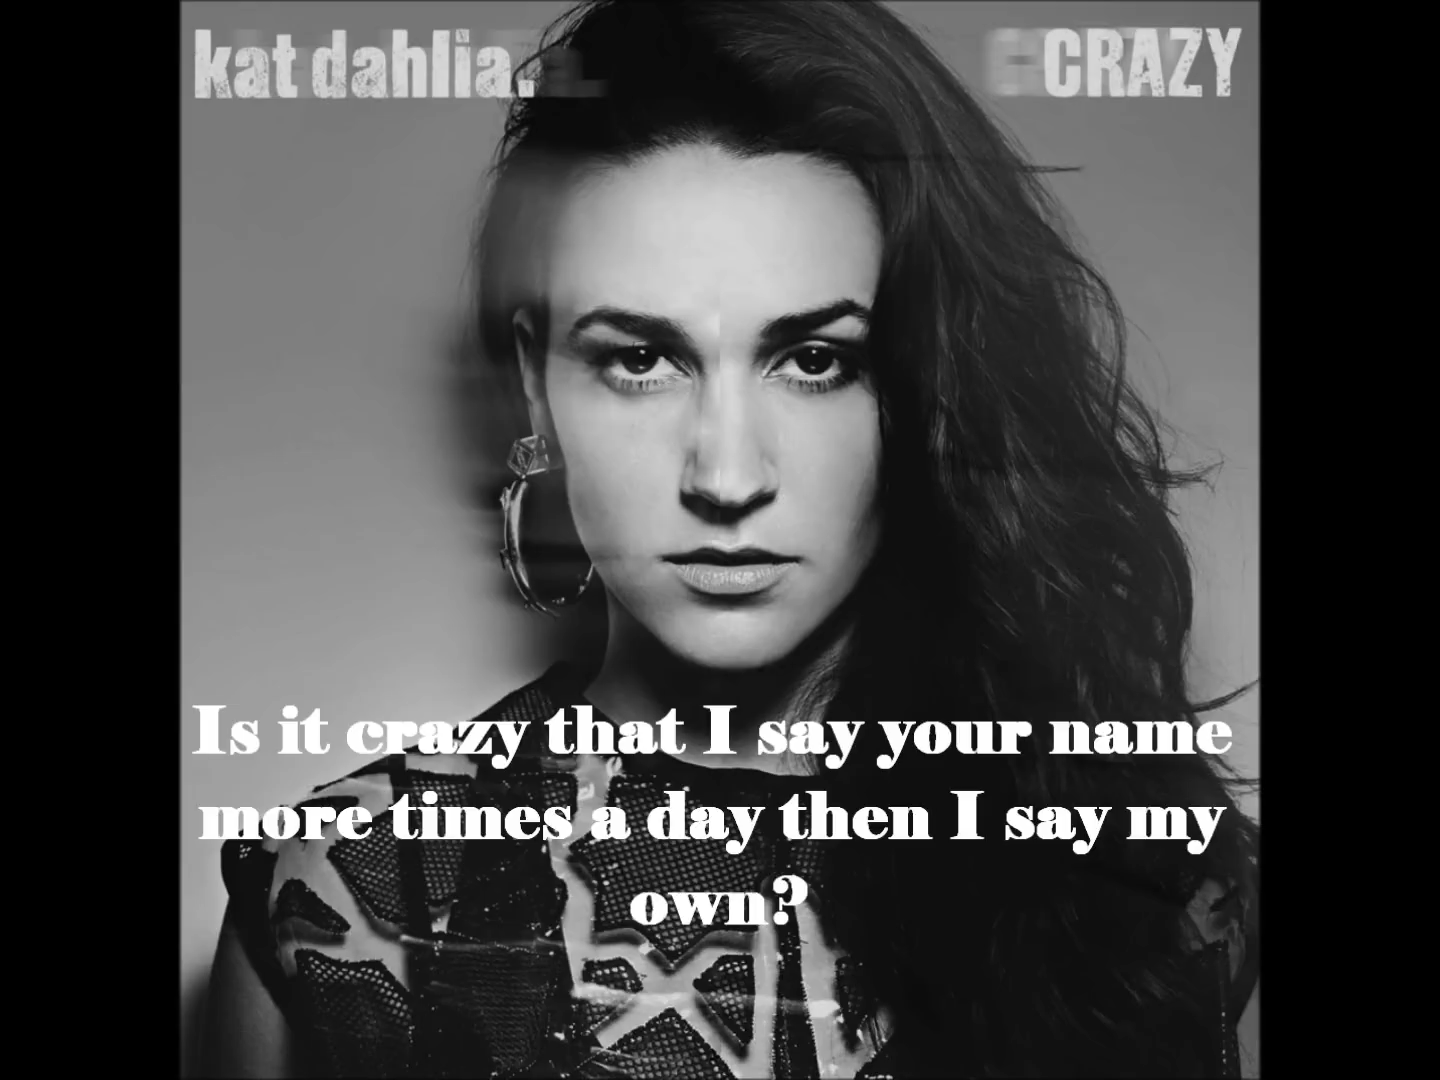 kat dahlia. CRAZY
Is it crazy that I say your name
more times a day then I say my
own?